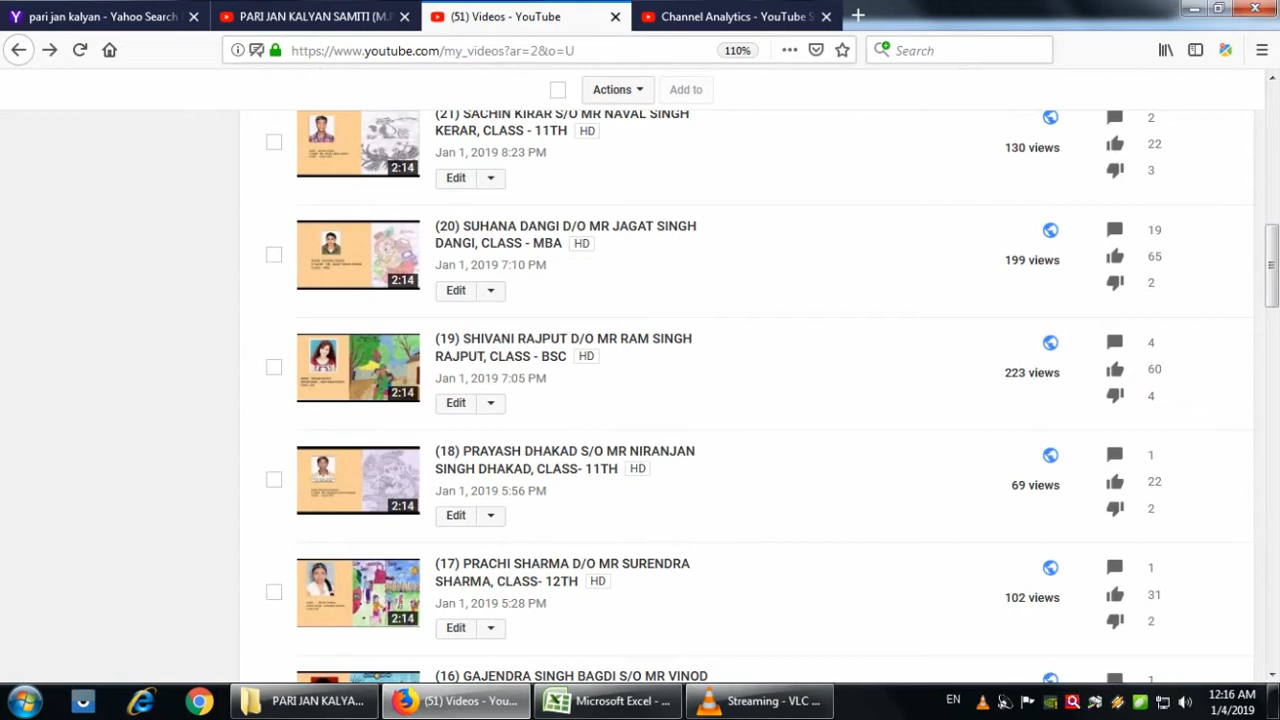 pari jan kalyan - Yahoo Search
PARI JAN KALYAN SAMITI (M.P
(51) Videos - YouTube
Channel Analytics - YouTube S
https://www.youtube.com/my_videos?ar=2&o=U
110%
Search
Actions
Add to
(21) SACHIN KIRAR S/O MR NAVAL SINGH
KERAR, CLASS - 11TH HD
Jan 1, 2019 8:23 PM
Edit
2:14
130 views
2
22
3
(20) SUHANA DANGI D/O MR JAGAT SINGH
DANGI, CLASS - MBA HD
Jan 1, 2019 7:10 PM
Edit
2:14
199 views
19
65
2
(19) SHIVANI RAJPUT D/O MR RAM SINGH
RAJPUT, CLASS - BSC HD
Jan 1, 2019 7:05 PM
Edit
2:14
223 views
4
60
4
(18) PRAYASH DHAKAD S/O MR NIRANJAN
SINGH DHAKAD, CLASS- 11TH HD
Jan 1, 2019 5:56 PM
Edit
2:14
69 views
1
22
2
(17) PRACHI SHARMA D/O MR SURENDRA
SHARMA, CLASS- 12TH HD
Jan 1, 2019 5:28 PM
Edit
2:14
102 views
1
31
2
(16) GAJENDRA SINGH BAGDI S/O MR VINOD
PARI JAN KALYA...
(51) Videos - You...
Microsoft Excel - ...
Streaming - VLC ...
EN
12:16 AM
1/4/2019